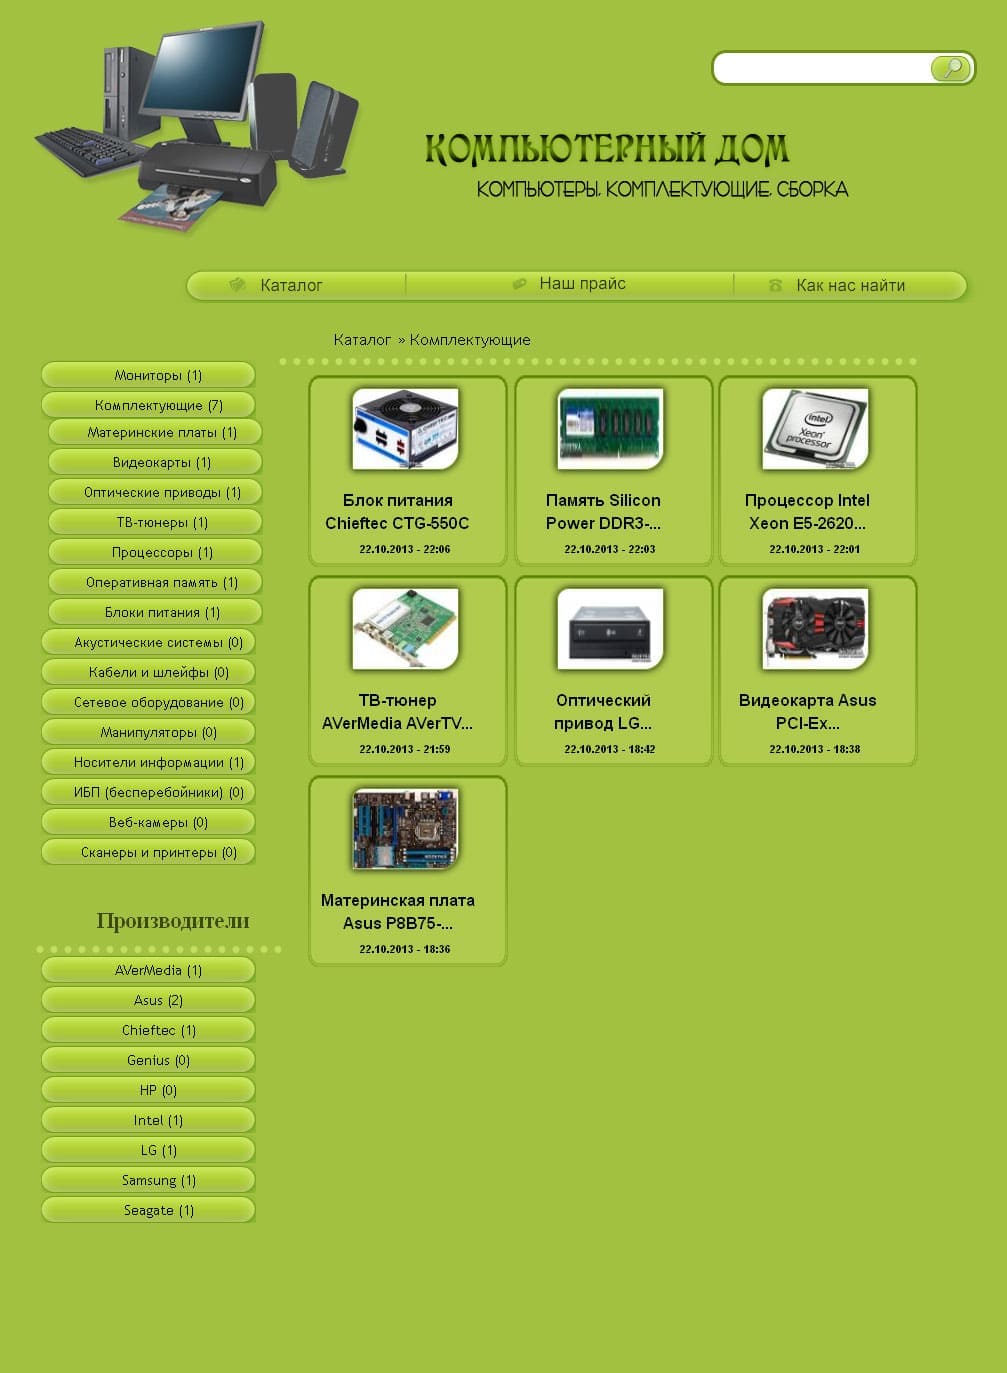 КОМПЬЮТЕРНЫЙ ДОМ
КОМПЬЮТЕРЫ, КОМПЛЕКТУЮЩИЕ, СБОРКА
Каталог
Наш прайс
Как нас найти
Каталог » Комплектующие
Мониторы (1)
Комплектующие (7)
Материнские платы (1)
Видеокарты (1)
Оптические приводы (1)
ТВ-тюнеры (1)
Процессоры (1)
Оперативная память (1)
Блоки питания (1)
Акустические системы (0)
Кабели и шлейфы (0)
Сетевое оборудование (0)
Манипуляторы (0)
Носители информации (1)
ИБП (бесперебойники) (0)
Веб-камеры (0)
Сканеры и принтеры (0)
Производители
AVerMedia (1)
Asus (2)
Chieftec (1)
Genius (0)
HP (0)
Intel (1)
LG (1)
Samsung (1)
Seagate (1)
Блок питания
Chieftec CTG-550C
22.10.2013 - 22:06
Память Silicon
Power DDR3-...
22.10.2013 - 22:03
intel
Xeon
processor
Процессор Intel
Xeon E5-2620...
22.10.2013 - 22:01
ТВ-тюнер
AVerMedia AVerTV...
22.10.2013 - 21:59
Оптический
привод LG...
22.10.2013 - 18:42
Видеокарта Asus
PCI-Ex...
22.10.2013 - 18:38
Материнская плата
Asus P8B75-...
22.10.2013 - 18:36